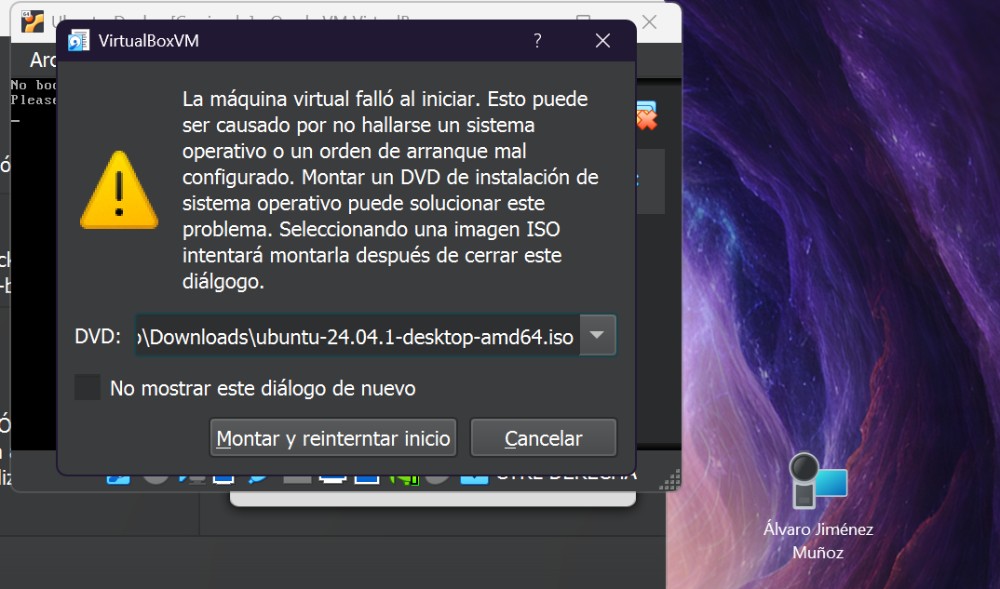 VirtualBoxVM
?
Arc
No boo
Please
La máquina virtual falló al iniciar. Esto puede
ser causado por no hallarse un sistema
operativo o un orden de arranque mal
configurado. Montar un DVD de instalación de
sistema operativo puede solucionar este
problema. Seleccionando una imagen ISO
intentará montarla después de cerrar este
diálgogo.
DVD: o\Downloads\ubuntu-24.04.1-desktop-amd64.iso
No mostrar este diálogo de nuevo
Montar y reinterntar inicio
Cancelar
CTRL DERECHA
Álvaro Jiménez
Muñoz